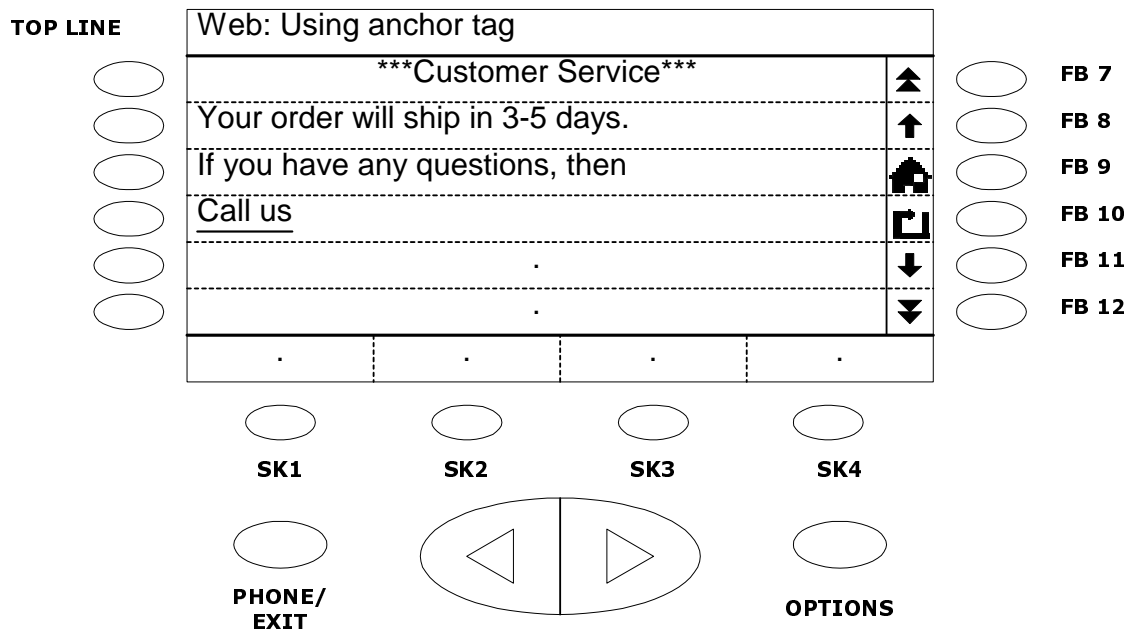 TOP LINE
Web: Using anchor tag
***Customer Service***
FB 7
Your order will ship in 3-5 days.
FB 8
If you have any questions, then
FB 9
Call us
FB 10
.
FB 11
.
FB 12
. . . .
SK1 SK2 SK3 SK4
PHONE/
EXIT
OPTIONS